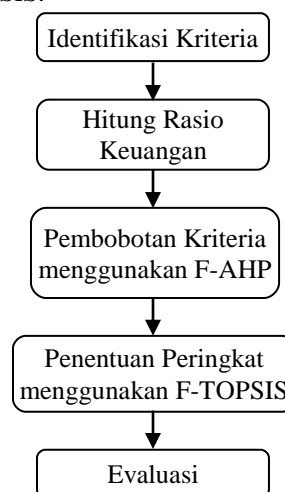 Identifikasi Kriteria
Hitung Rasio
Keuangan
Pembobotan Kriteria
menggunakan F-AHP
Penentuan Peringkat
menggunakan F-TOPSIS
Evaluasi